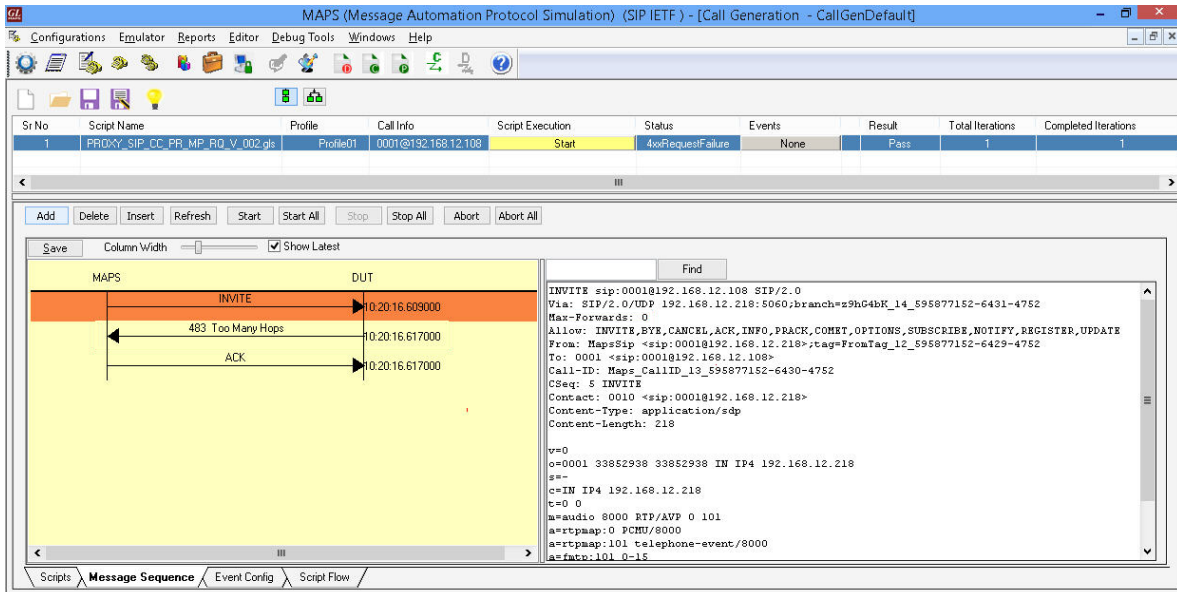 GL MAPS (Message Automation Protocol Simulation) (SIP IETF ) - [Call Generation - CallGenDefault]
Configurations Emulator Reports Editor Debug Tools Windows Help
Sr No Script Name Profile Call Info Script Execution Status Events Result Total Iterations Completed Iterations
1 PROXY_SIP_CC_PR_MP_RQ_V_002.gls Profile01 0001@192.168.12.108 Start 4xxRequestFailure None Pass 1 1
Add Delete Insert Refresh Start Start All Stop Stop All Abort Abort All
Save Column Width Show Latest
Find
MAPS DUT
INVITE
10:20:16.609000
483 Too Many Hops
10:20:16.617000
ACK
10:20:16.617000
INVITE sip:0001@192.168.12.108 SIP/2.0
Via: SIP/2.0/UDP 192.168.12.218:5060;branch=z9hG4bK_14_595877152-6431-4752
Max-Forwards: 0
Allow: INVITE,BYE,CANCEL,ACK,INFO,PRACK,COMET,OPTIONS,SUBSCRIBE,NOTIFY,REGISTER,UPDATE
From: MapsSip <sip:0001@192.168.12.218>;tag=FromTag_12_595877152-6429-4752
To: 0001 <sip:0001@192.168.12.108>
Call-ID: Maps_CallID_13_595877152-6430-4752
CSeq: 5 INVITE
Contact: 0010 <sip:0001@192.168.12.218>
Content-Type: application/sdp
Content-Length: 218
v=0
o=0001 33852938 33852938 IN IP4 192.168.12.218
s=-
c=IN IP4 192.168.12.218
t=0 0
m=audio 8000 RTP/AVP 0 101
a=rtpmap:0 PCMU/8000
a=rtpmap:101 telephone-event/8000
a=fmtp:101 0-15
Scripts Message Sequence Event Config Script Flow